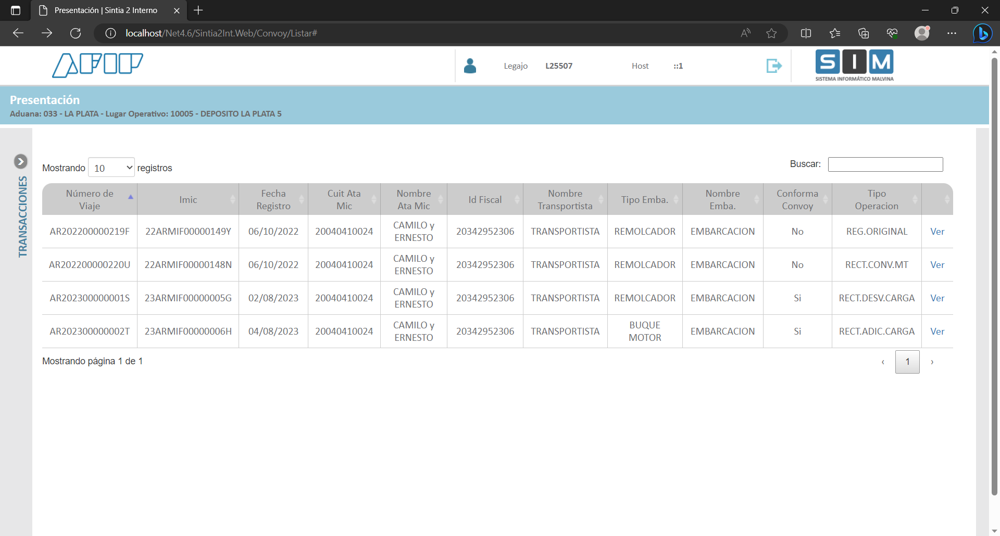 Presentación | Sintia 2 Interno
localhost/Net4.6/Sintia2Int.Web/Convoy/Listar#
AFIP
Legajo L25507 Host ::1
SIM
SISTEMA INFORMÁTICO MALVINA
Presentación
Aduana: 033 - LA PLATA - Lugar Operativo: 10005 - DEPOSITO LA PLATA 5
TRANSACCIONES
Mostrando 10 registros
Buscar:
Número de Viaje Imic Fecha Registro Cuit Ata Mic Nombre Ata Mic Id Fiscal Nombre Transportista Tipo Emba. Nombre Emba. Conforma Convoy Tipo Operacion
AR202200000219F 22ARMIF00000149Y 06/10/2022 20040410024 CAMILO y ERNESTO 20342952306 TRANSPORTISTA REMOLCADOR EMBARCACION No REG.ORIGINAL Ver
AR202200000220U 22ARMIF00000148N 06/10/2022 20040410024 CAMILO y ERNESTO 20342952306 TRANSPORTISTA REMOLCADOR EMBARCACION No RECT.CONV.MT Ver
AR202300000001S 23ARMIF00000005G 02/08/2023 20040410024 CAMILO y ERNESTO 20342952306 TRANSPORTISTA REMOLCADOR EMBARCACION Si RECT.DESV.CARGA Ver
AR202300000002T 23ARMIF00000006H 04/08/2023 20040410024 CAMILO y ERNESTO 20342952306 TRANSPORTISTA BUQUE MOTOR EMBARCACION Si RECT.ADIC.CARGA Ver
Mostrando página 1 de 1
‹ 1 ›